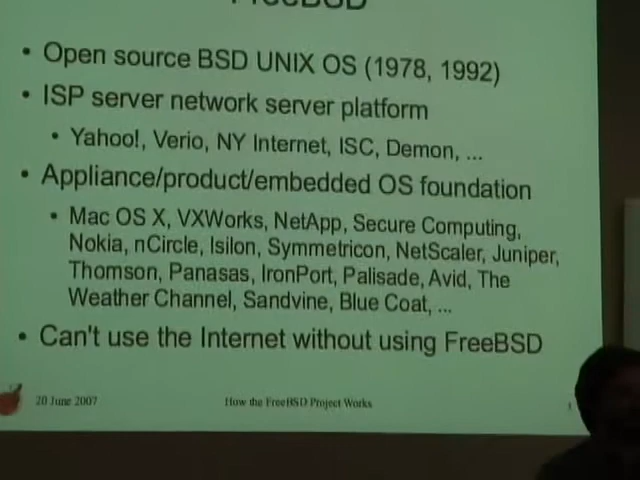 FreeBSD
• Open source BSD UNIX OS (1978, 1992)
• ISP server network server platform
• Yahoo!, Verio, NY Internet, ISC, Demon, ...
• Appliance/product/embedded OS foundation
• Mac OS X, VXWorks, NetApp, Secure Computing,
Nokia, nCircle, Isilon, Symmetricon, NetScaler, Juniper,
Thomson, Panasas, IronPort, Palisade, Avid, The
Weather Channel, Sandvine, Blue Coat, ...
• Can't use the Internet without using FreeBSD
20 June 2007
How the FreeBSD Project Works